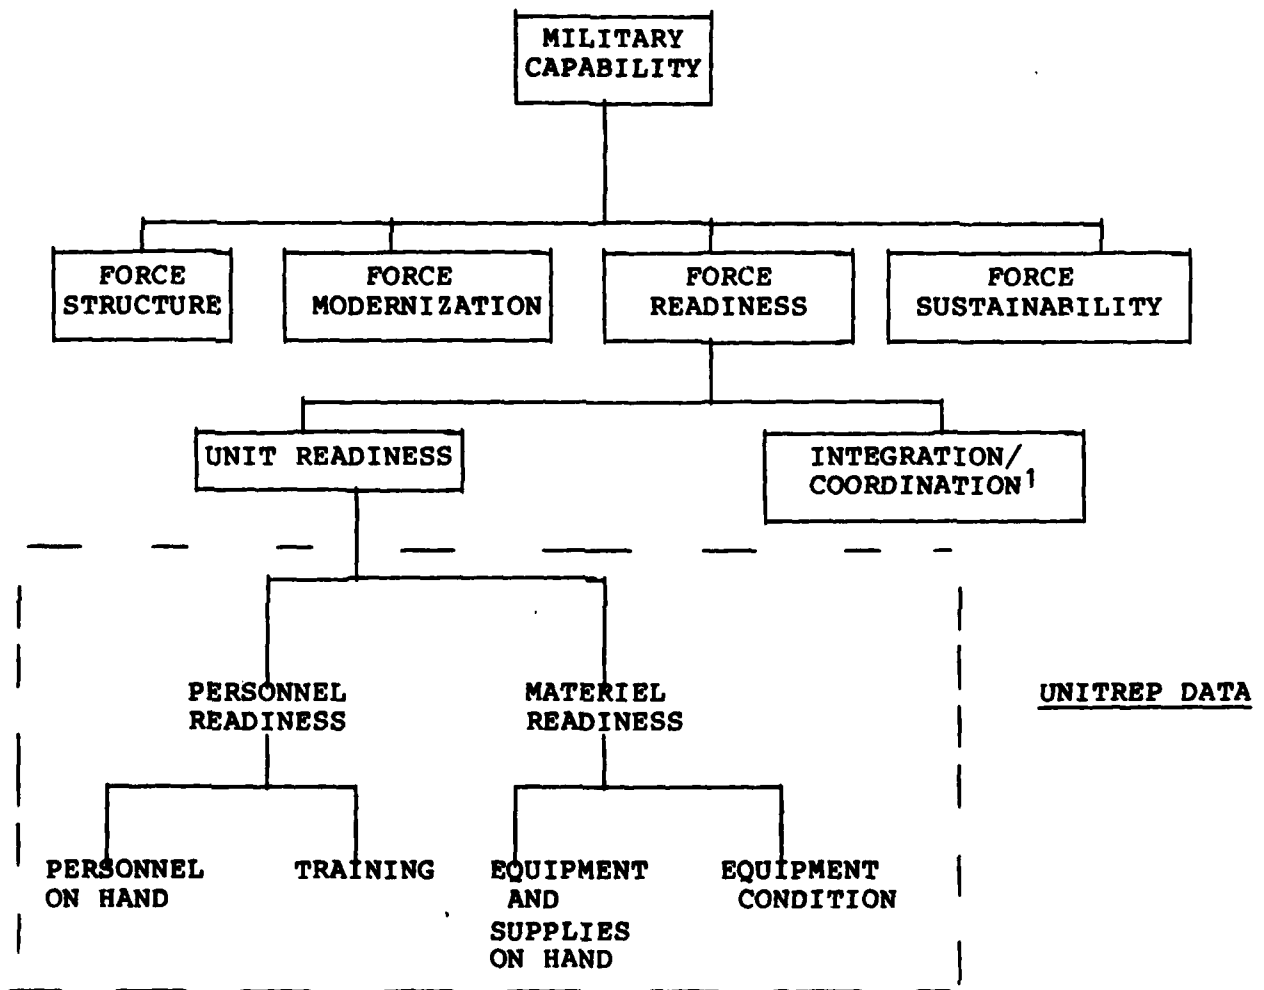 MILITARY
CAPABILITY
FORCE
STRUCTURE
FORCE
MODERNIZATION
FORCE
READINESS
FORCE
SUSTAINABILITY
UNIT READINESS
INTEGRATION/
COORDINATION1
PERSONNEL
READINESS
MATERIEL
READINESS
UNITREP DATA
PERSONNEL
ON HAND
TRAINING
EQUIPMENT
AND
SUPPLIES
ON HAND
EQUIPMENT
CONDITION